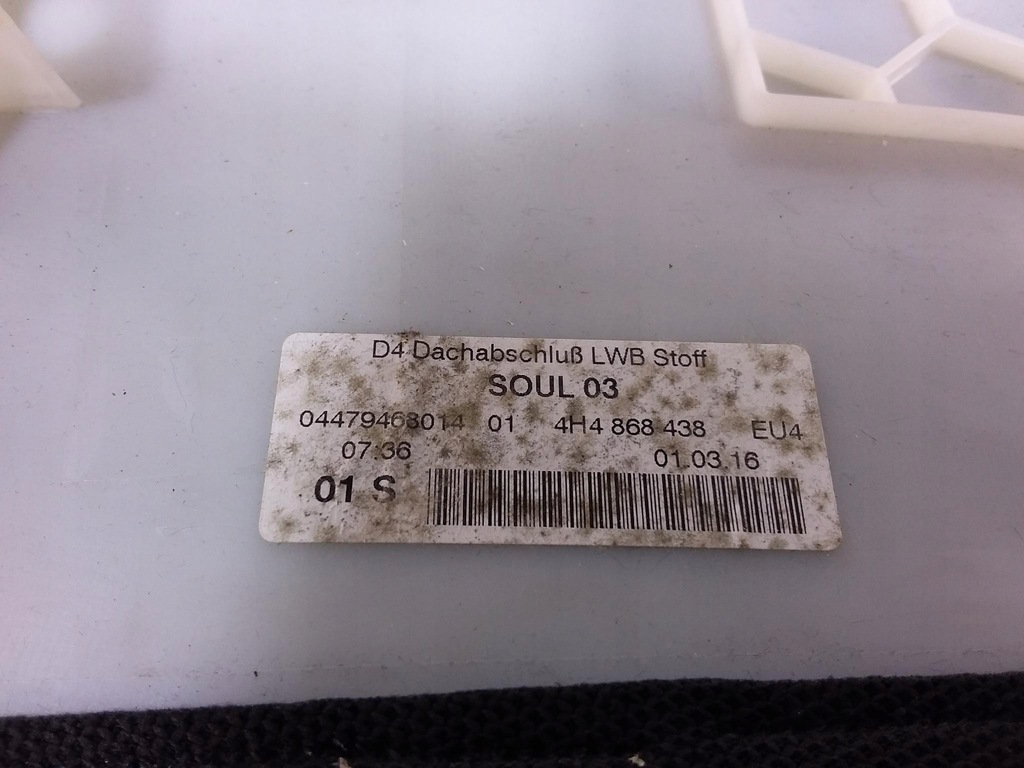 D4 Dachabschluß LWB Stoff
SOUL 03
04479463014 01 4H4 868 438 EU4
07:36 01.03.16
01 S